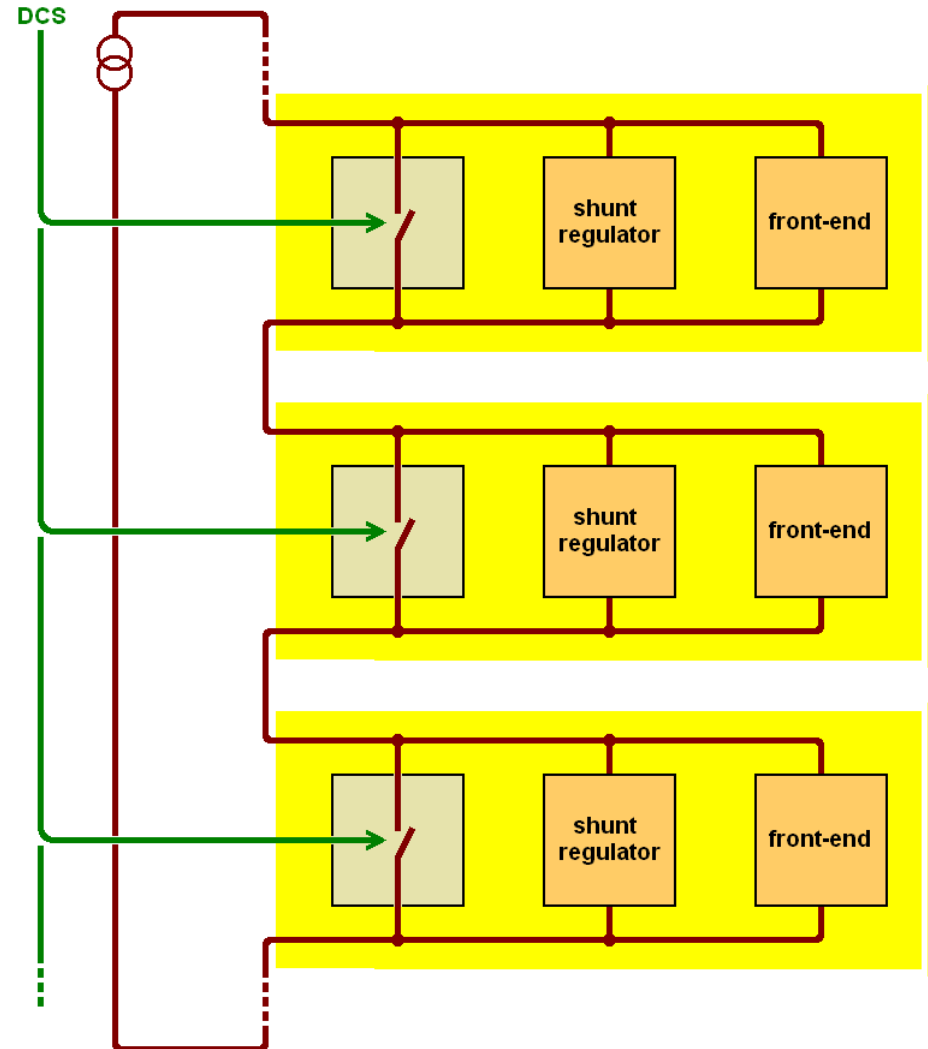 DCS
shunt
regulator
front-end
shunt
regulator
front-end
shunt
regulator
front-end